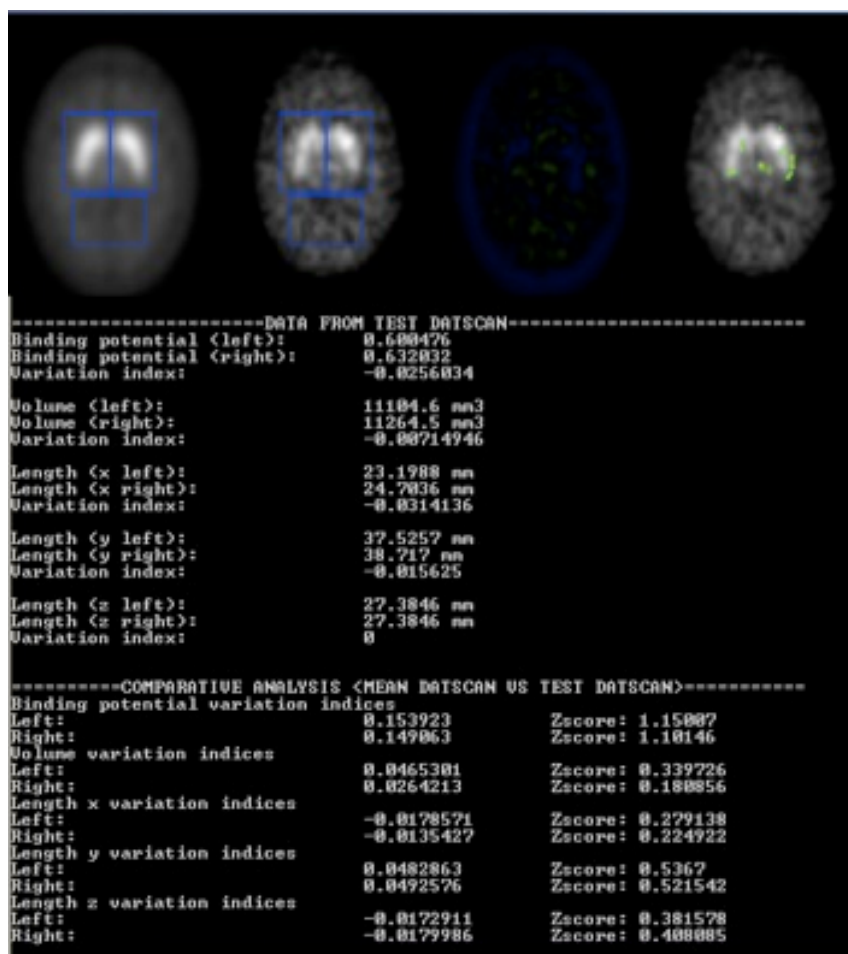 -----------------------DATA FROM TEST DATSCAN---------------------------
Binding potential (left): 0.600476
Binding potential (right): 0.632032
Variation index: -0.0256034
Volume (left): 11104.6 mm3
Volume (right): 11264.5 mm3
Variation index: -0.00714946
Length (x left): 23.1988 mm
Length (x right): 24.7036 mm
Variation index: -0.0314136
Length (y left): 37.5257 mm
Length (y right): 38.717 mm
Variation index: -0.015625
Length (z left): 27.3846 mm
Length (z right): 27.3846 mm
Variation index: 0
----------COMPARATIVE ANALYSIS (MEAN DATSCAN VS TEST DATSCAN)-----------
Binding potential variation indices
Left: 0.153923 Zscore: 1.15007
Right: 0.149063 Zscore: 1.10146
Volume variation indices
Left: 0.0465301 Zscore: 0.339726
Right: 0.0264213 Zscore: 0.180856
Length x variation indices
Left: -0.0178571 Zscore: 0.279138
Right: -0.0135427 Zscore: 0.224922
Length y variation indices
Left: 0.0482863 Zscore: 0.5367
Right: 0.0492576 Zscore: 0.521542
Length z variation indices
Left: -0.0172911 Zscore: 0.381578
Right: -0.0179986 Zscore: 0.408085